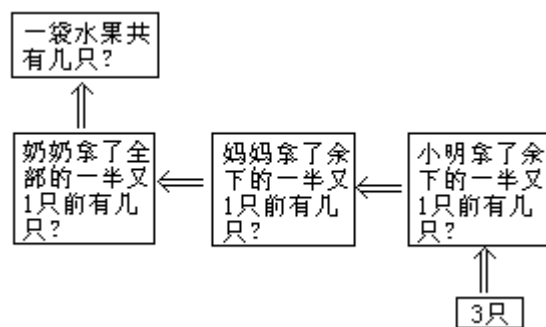 一袋水果共
有几只?
奶奶拿了全
部的一半又
1只前有几
只?
妈妈拿了余
下的一半又
1只前有几
只?
小明拿了余
下的一半又
1只前有几
只?
3只